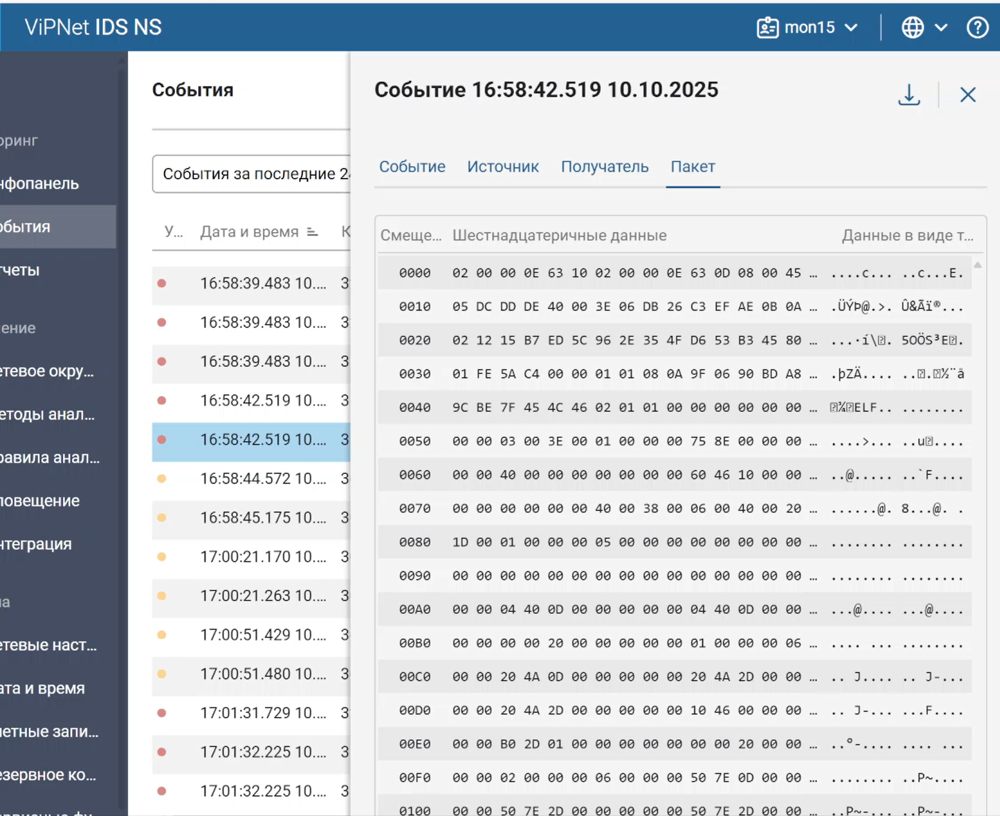 ViPNet IDS NS
mon15
оринг
нфопанель
обытия
тчеты
ение
етевое окру...
етоды анал...
равила анал...
повещение
нтеграция
ма
етевые наст...
ата и время
четные запи...
езервное ко...
События
События за последние 24
У... Дата и время К
16:58:39.483 10.... 3
16:58:39.483 10.... 3
16:58:39.483 10.... 3
16:58:42.519 10.... 3
16:58:42.519 10.... 3
16:58:44.572 10.... 3
16:58:45.175 10.... 3
17:00:21.170 10.... 3
17:00:21.263 10.... 3
17:00:51.429 10.... 3
17:00:51.480 10.... 3
17:01:31.729 10.... 3
17:01:32.225 10.... 3
17:01:32.225 10.... 3
Событие 16:58:42.519 10.10.2025
Событие Источник Получатель Пакет
Смеще... Шестнадцатеричные данные Данные в виде т...
0000 02 00 00 0E 63 10 02 00 00 0E 63 0D 08 00 45 ... ....c... ..c...E.
0010 05 DC DD DE 40 00 3E 06 DB 26 C3 EF AE 0B 0A ... .ÜÝÞ@.>. Û&Ãï®...
0020 02 12 15 B7 ED 5C 96 2E 35 4F D6 53 B3 45 80 ... ...·í\. 5OÖS³E.
0030 01 FE 5A C4 00 00 01 01 08 0A 9F 06 90 BD A8 ... .þZÄ.... ...½¨ã
0040 9C BE 7F 45 4C 46 02 01 01 00 00 00 00 00 00 ... ¾ELF.. ........
0050 00 00 03 00 3E 00 01 00 00 00 75 8E 00 00 00 ... ....>... ..u....
0060 00 00 40 00 00 00 00 00 00 00 60 46 10 00 00 ... ..@..... ..`F....
0070 00 00 00 00 00 00 40 00 38 00 06 00 40 00 20 ... ......@. 8...@. .
0080 1D 00 01 00 00 00 05 00 00 00 00 00 00 00 00 ... ........ ........
0090 00 00 00 00 00 00 00 00 00 00 00 00 00 00 00 ... ........ ........
00A0 00 00 04 40 0D 00 00 00 00 00 04 40 0D 00 00 ... ...@.... ...@....
00B0 00 00 00 00 20 00 00 00 00 00 01 00 00 00 06 ... .... ... ........
00C0 00 00 20 4A 0D 00 00 00 00 00 20 4A 2D 00 00 ... .. J.... .. J-...
00D0 00 00 20 4A 2D 00 00 00 00 00 10 46 00 00 00 ... .. J-... ...F....
00E0 00 00 B0 2D 01 00 00 00 00 00 00 00 20 00 00 ... ..°-.... .... ...
00F0 00 00 02 00 00 00 06 00 00 00 50 7E 0D 00 00 ... ........ ..P~....
0100 00 00 50 7E 2D 00 00 00 00 00 50 7E 2D 00 00 ... ..P~-... ..P~-...